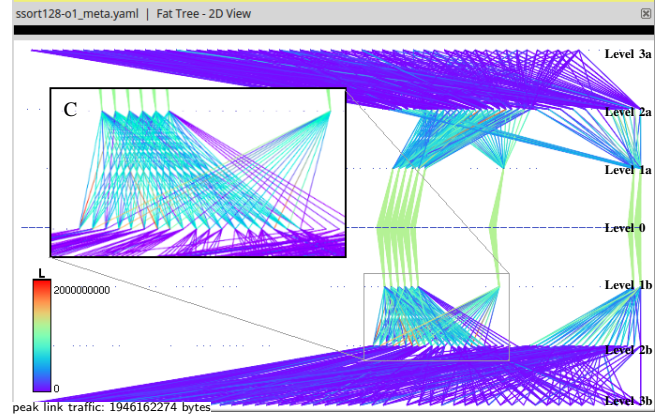 ssort128-o1_meta.yaml | Fat Tree - 2D View
Level 3a
Level 2a
C
Level 1a
Level 0
L
2000000000
0
Level 1b
Level 2b
Level 3b
peak link traffic: 1946162274 bytes